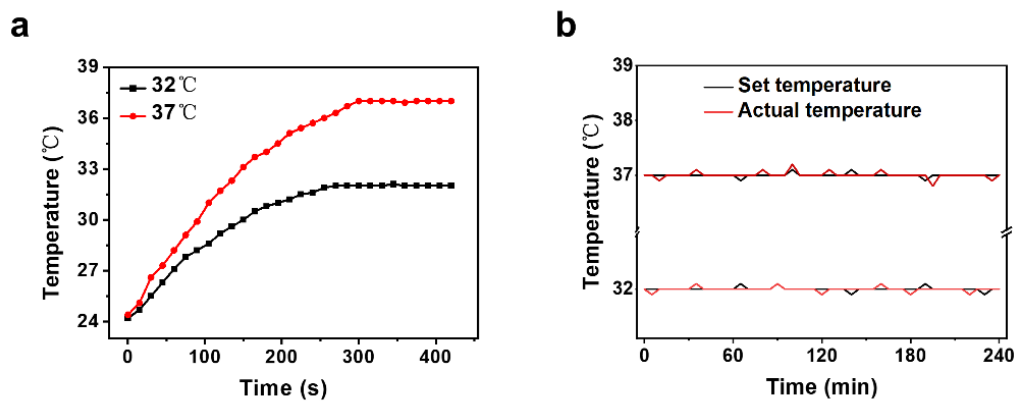 a
39
36
33
30
27
24
Temperature (℃)
32℃
37℃
0
100
200
300
400
Time (s)
b
39
38
37
32
Temperature (℃)
Set temperature
Actual temperature
0
60
120
180
240
Time (min)